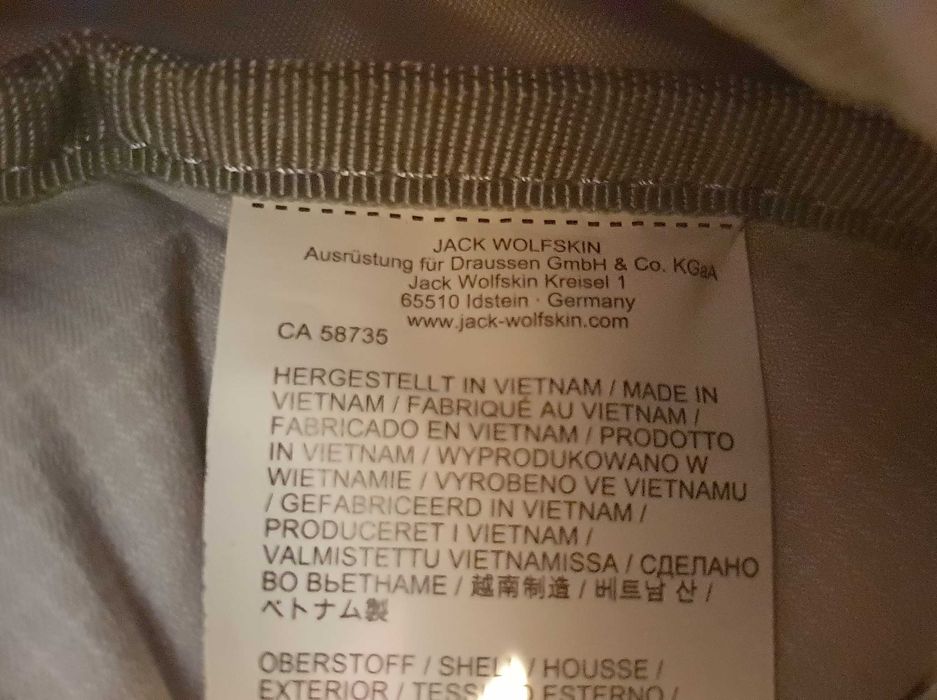 JACK WOLFSKIN
Ausrüstung für Draussen GmbH & Co. KGaA
Jack Wolfskin Kreisel 1
65510 Idstein · Germany
www.jack-wolfskin.com
CA 58735
HERGESTELLT IN VIETNAM / MADE IN
VIETNAM / FABRIQUÉ AU VIETNAM /
FABRICADO EN VIETNAM / PRODOTTO
IN VIETNAM / WYPRODUKOWANO W
WIETNAMIE / VYROBENO VE VIETNAMU
/ GEFABRICEERD IN VIETNAM /
PRODUCERET I VIETNAM /
VALMISTETTU VIETNAMISSA / СДЕЛАНО
ВО ВЬЕТНАМЕ / 越南制造 / 베트남 산 /
ベトナム製
OBERSTOFF / SHELL / HOUSSE /
EXTERIOR / TESSUTO ESTERNO /